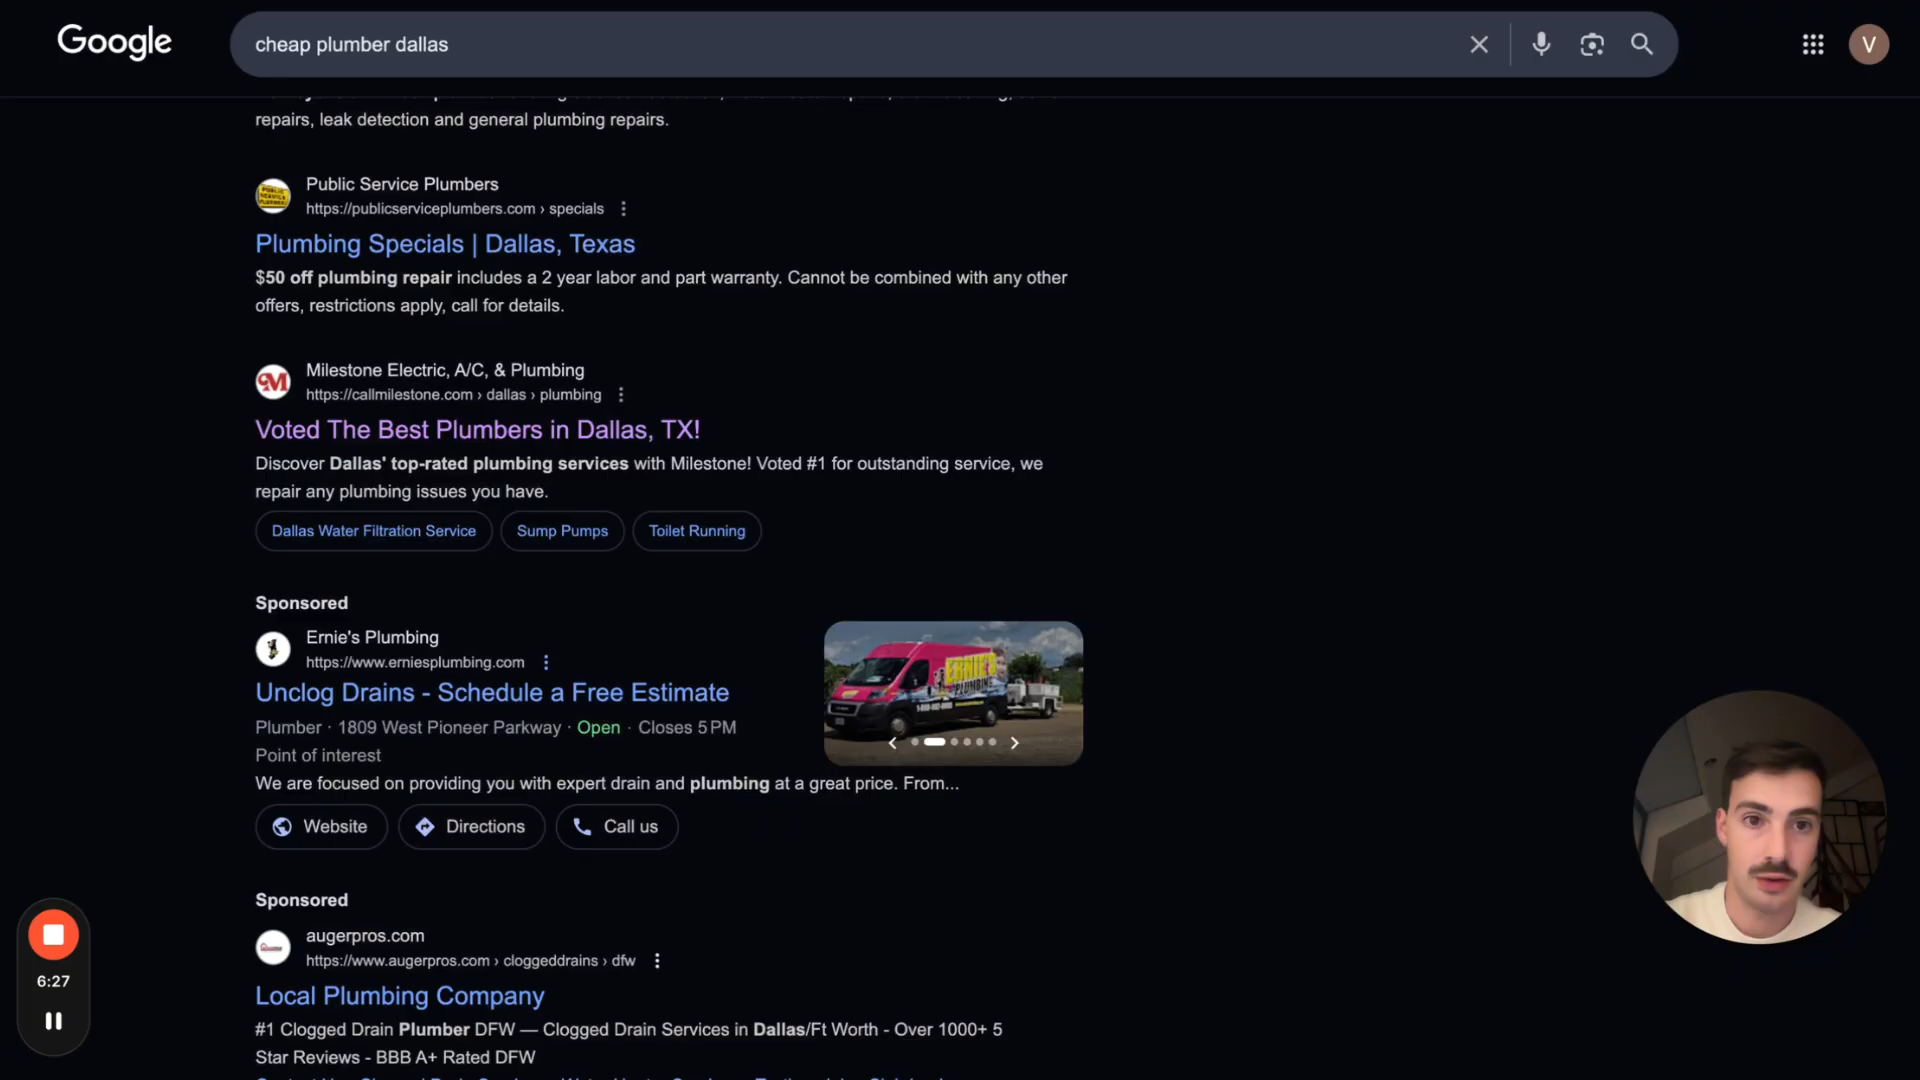 Google
cheap plumber dallas
V
repairs, leak detection and general plumbing repairs.
Public Service Plumbers
https://publicserviceplumbers.com › specials
Plumbing Specials | Dallas, Texas
$50 off plumbing repair includes a 2 year labor and part warranty. Cannot be combined with any other
offers, restrictions apply, call for details.
Milestone Electric, A/C, & Plumbing
https://callmilestone.com › dallas › plumbing
Voted The Best Plumbers in Dallas, TX!
Discover Dallas' top-rated plumbing services with Milestone! Voted #1 for outstanding service, we
repair any plumbing issues you have.
Dallas Water Filtration Service
Sump Pumps
Toilet Running
Sponsored
Ernie's Plumbing
https://www.erniesplumbing.com
Unclog Drains - Schedule a Free Estimate
Plumber · 1809 West Pioneer Parkway · Open · Closes 5 PM
Point of interest
We are focused on providing you with expert drain and plumbing at a great price. From...
ERNIE'S
PLUMBING
Website
Directions
Call us
Sponsored
augerpros.com
https://www.augerpros.com › cloggeddrains › dfw
Local Plumbing Company
#1 Clogged Drain Plumber DFW — Clogged Drain Services in Dallas/Ft Worth - Over 1000+ 5
Star Reviews - BBB A+ Rated DFW
6:27